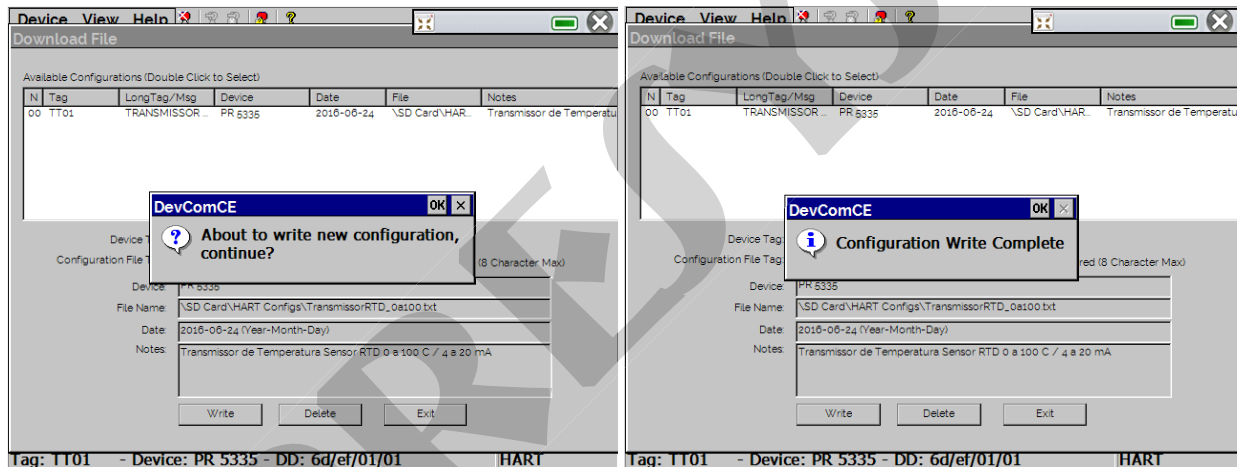 Device View Help
Download File
Available Configurations (Double Click to Select)
N Tag LongTag/Msg Device Date File Notes
00 TT01 TRANSMISSOR ... PR 5335 2016-06-24 \SD Card\HAR... Transmissor de Temperatu
DevComCE OK
About to write new configuration,
continue?
Device T
Configuration File T (8 Character Max)
Device: PR 5335
File Name: \SD Card\HART Configs\TransmissorRTD_0a100.txt
Date: 2016-06-24 (Year-Month-Day)
Notes: Transmissor de Temperatura Sensor RTD 0 a 100 C / 4 a 20 mA
Write Delete Exit
Tag: TT01 - Device: PR 5335 - DD: 6d/ef/01/01 HART
Device View Help
Download File
Available Configurations (Double Click to Select)
N Tag LongTag/Msg Device Date File Notes
00 TT01 TRANSMISSOR ... PR 5335 2016-06-24 \SD Card\HAR... Transmissor de Temperatu
DevComCE OK
Configuration Write Complete
Device Tag:
Configuration File Tag: red (8 Character Max)
Device: PR 5335
File Name: \SD Card\HART Configs\TransmissorRTD_0a100.txt
Date: 2016-06-24 (Year-Month-Day)
Notes: Transmissor de Temperatura Sensor RTD 0 a 100 C / 4 a 20 mA
Write Delete Exit
Tag: TT01 - Device: PR 5335 - DD: 6d/ef/01/01 HART